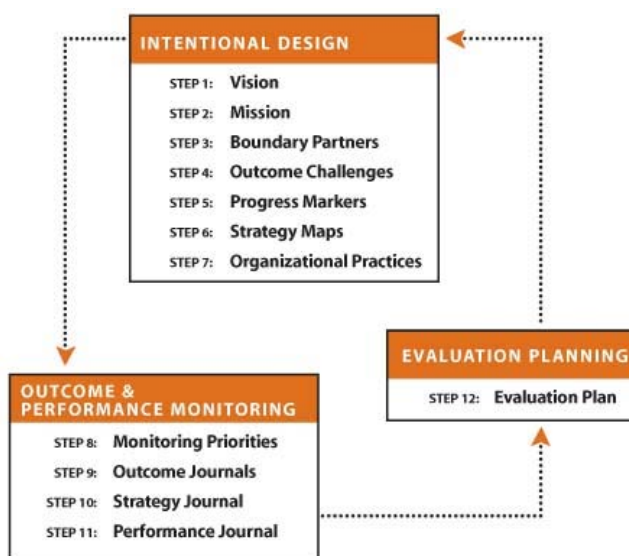 INTENTIONAL DESIGN
STEP 1: Vision
STEP 2: Mission
STEP 3: Boundary Partners
STEP 4: Outcome Challenges
STEP 5: Progress Markers
STEP 6: Strategy Maps
STEP 7: Organizational Practices
OUTCOME &
PERFORMANCE MONITORING
STEP 8: Monitoring Priorities
STEP 9: Outcome Journals
STEP 10: Strategy Journal
STEP 11: Performance Journal
EVALUATION PLANNING
STEP 12: Evaluation Plan